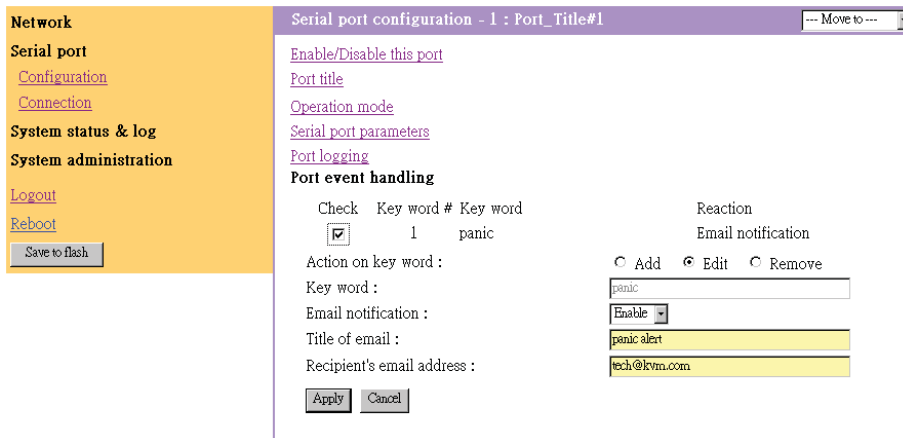 Network
Serial port
Configuration
Connection
System status & log
System administration
Logout
Reboot
Save to flash
Serial port configuration - 1 : Port_Title#1
--- Move to ---
Enable/Disable this port
Port title
Operation mode
Serial port parameters
Port logging
Port event handling
Check Key word # Key word Reaction
1 panic Email notification
Action on key word : Add Edit Remove
Key word : panic
Email notification : Enable
Title of email : panic alert
Recipient's email address : tech@kvm.com
Apply Cancel